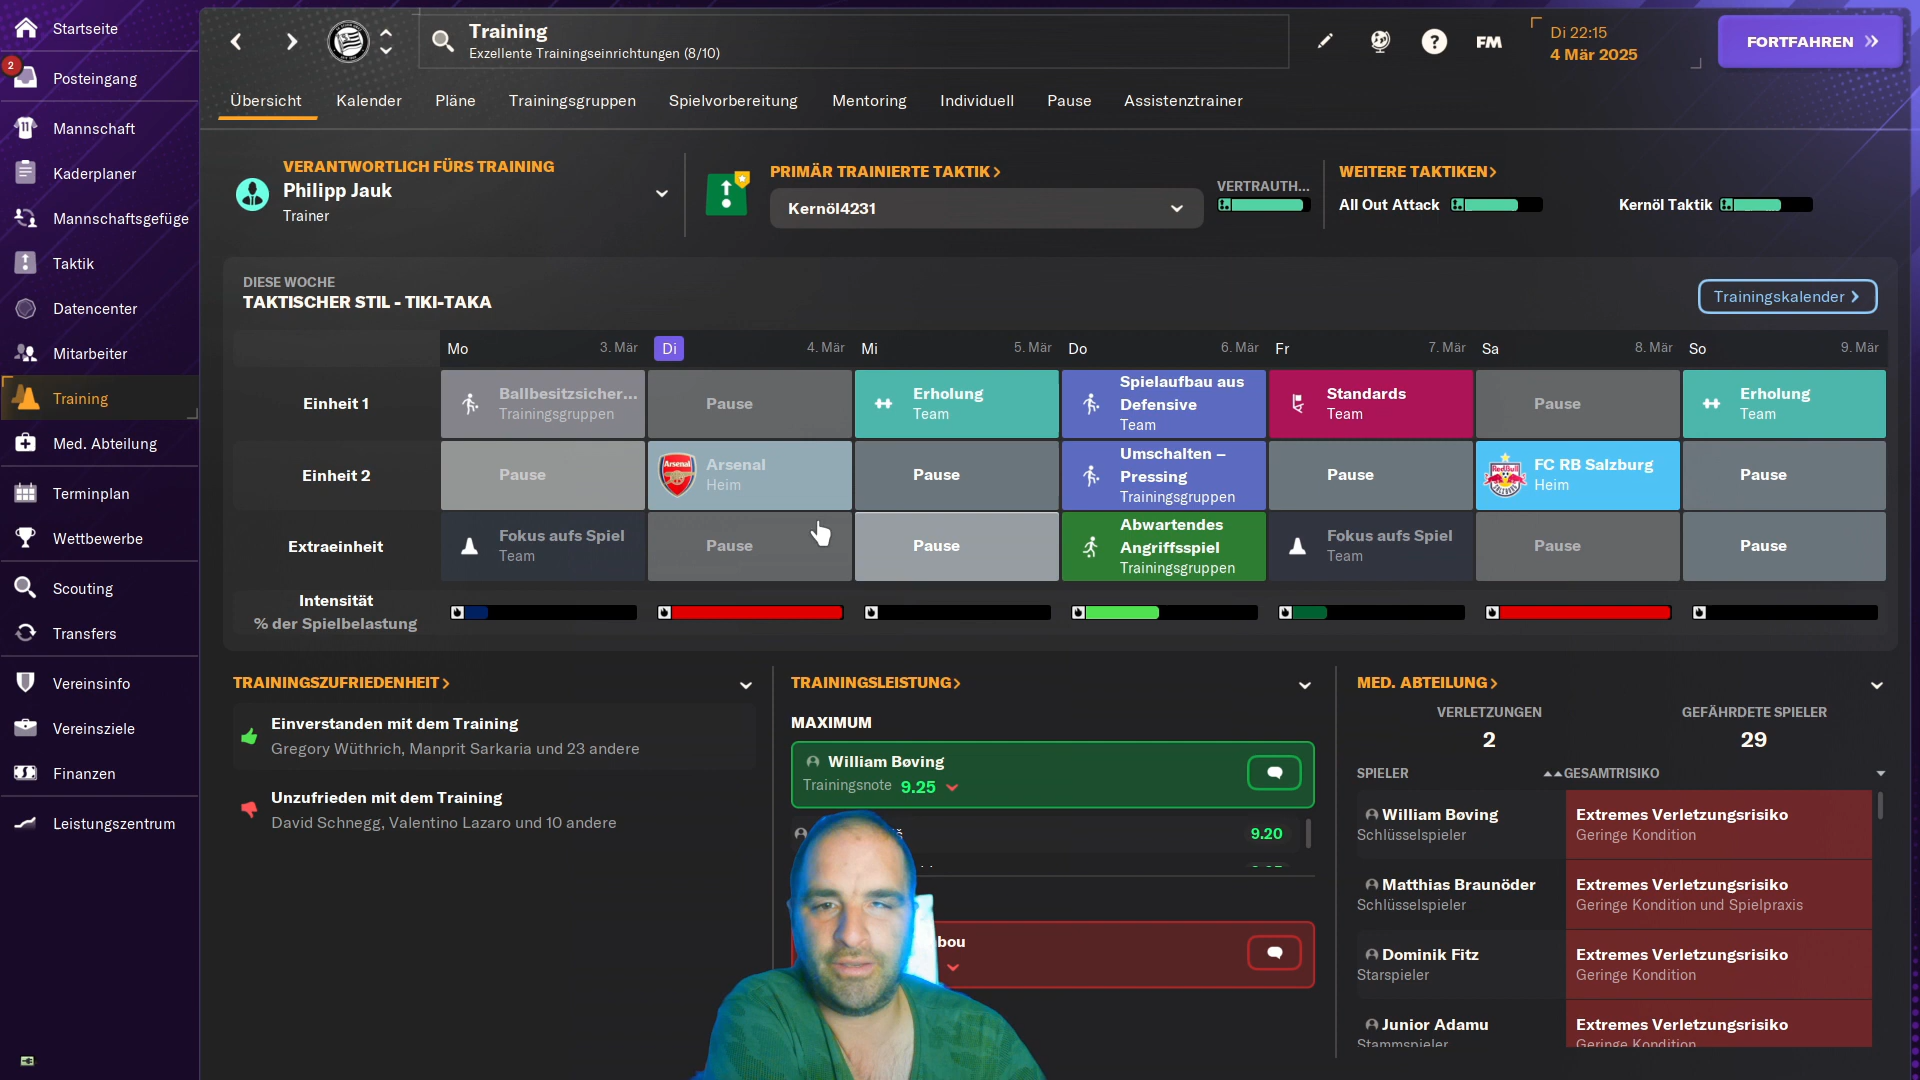 Startseite
2
Posteingang
Mannschaft
Kaderplaner
Mannschaftsgefüge
Taktik
Datencenter
Mitarbeiter
Training
Med. Abteilung
Terminplan
Wettbewerbe
Scouting
Transfers
Vereinsinfo
Vereinsziele
Finanzen
Leistungszentrum
Training
Exzellente Trainingseinrichtungen (8/10)
FM
Di 22:15
4 Mär 2025
FORTFAHREN
Übersicht
Kalender
Pläne
Trainingsgruppen
Spielvorbereitung
Mentoring
Individuell
Pause
Assistenztrainer
VERANTWORTLICH FÜRS TRAINING
Philipp Jauk
Trainer
PRIMÄR TRAINIERTE TAKTIK
Kernöl4231
VERTRAUTH...
WEITERE TAKTIKEN
All Out Attack
Kernöl Taktik
DIESE WOCHE
TAKTISCHER STIL - TIKI-TAKA
Trainingskalender
Mo 3. Mär
Di 4. Mär
Mi 5. Mär
Do 6. Mär
Fr 7. Mär
Sa 8. Mär
So 9. Mär
Einheit 1
Ballbesitzsicher...
Trainingsgruppen
Pause
Erholung
Team
Spielaufbau aus
Defensive
Team
Standards
Team
Pause
Erholung
Team
Einheit 2
Pause
Arsenal
Arsenal
Heim
Pause
Umschalten –
Pressing
Trainingsgruppen
Pause
FC RB Salzburg
Heim
Pause
Extraeinheit
Fokus aufs Spiel
Team
Pause
Pause
Abwartendes
Angriffsspiel
Trainingsgruppen
Fokus aufs Spiel
Team
Pause
Pause
Intensität
% der Spielbelastung
TRAININGSZUFRIEDENHEIT
Einverstanden mit dem Training
Gregory Wüthrich, Manprit Sarkaria und 23 andere
Unzufrieden mit dem Training
David Schnegg, Valentino Lazaro und 10 andere
TRAININGSLEISTUNG
MAXIMUM
William Bøving
Trainingsnote 9.25
9.20
bou
MED. ABTEILUNG
VERLETZUNGEN
2
GEFÄHRDETE SPIELER
29
SPIELER
GESAMTRISIKO
William Bøving
Schlüsselspieler
Extremes Verletzungsrisiko
Geringe Kondition
Matthias Braunöder
Schlüsselspieler
Extremes Verletzungsrisiko
Geringe Kondition und Spielpraxis
Dominik Fitz
Starspieler
Extremes Verletzungsrisiko
Geringe Kondition
Junior Adamu
Stammspieler
Extremes Verletzungsrisiko
Geringe Kondition